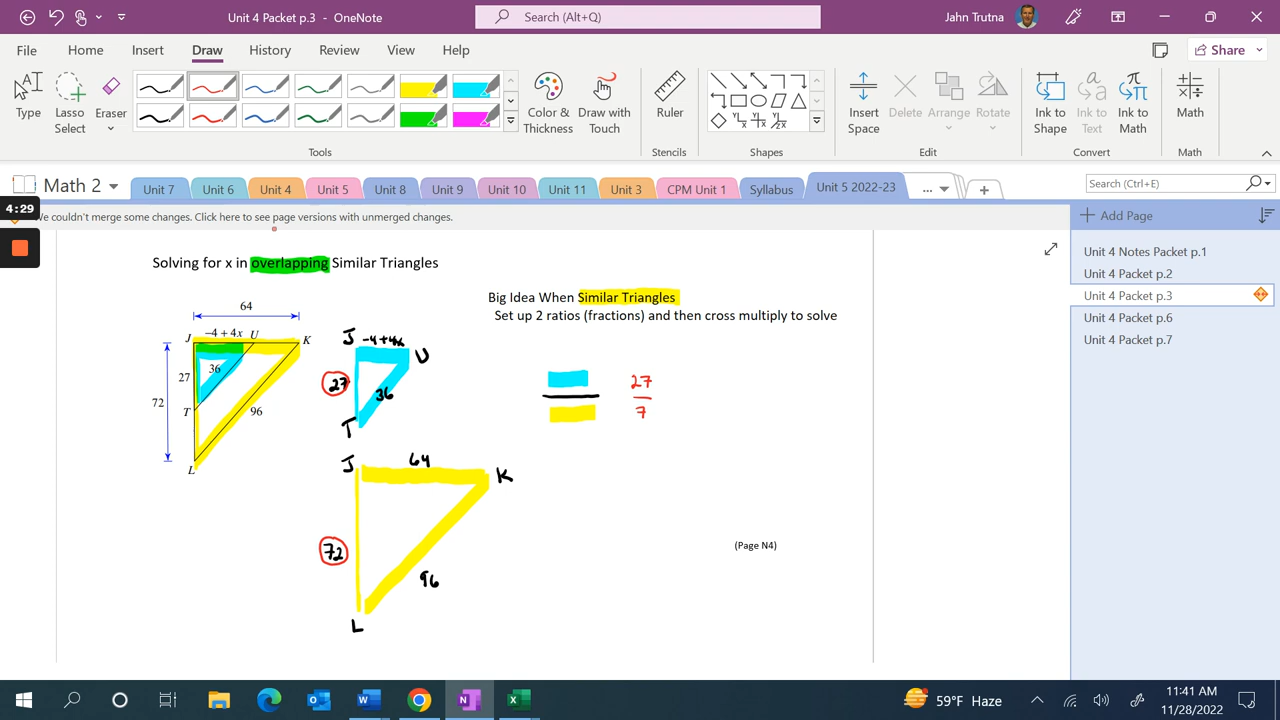 Unit 4 Packet p.3 - OneNote
Search (Alt+Q)
Jahn Trutna
File Home Insert Draw History Review View Help
Share
Type
Lasso Select
Eraser
Color & Thickness
Draw with Touch
Ruler
Insert Space
Delete
Arrange
Rotate
Ink to Shape
Ink to Text
Ink to Math
Math
Tools
Stencils
Shapes
Edit
Convert
Math
Math 2
Unit 7
Unit 6
Unit 4
Unit 5
Unit 8
Unit 9
Unit 10
Unit 11
Unit 3
CPM Unit 1
Syllabus
Unit 5 2022-23
...
Search (Ctrl+E)
4:29
We couldn't merge some changes. Click here to see page versions with unmerged changes.
Add Page
Unit 4 Notes Packet p.1
Unit 4 Packet p.2
Unit 4 Packet p.3
Unit 4 Packet p.6
Unit 4 Packet p.7
Solving for x in overlapping Similar Triangles
Big Idea When Similar Triangles
Set up 2 ratios (fractions) and then cross multiply to solve
64
-4 + 4x
J
U
K
27
36
T
72
96
L
J
-4+4x
U
27
36
T
J
64
K
72
96
L
27
7
(Page N4)
59°F Haze
11:41 AM
11/28/2022